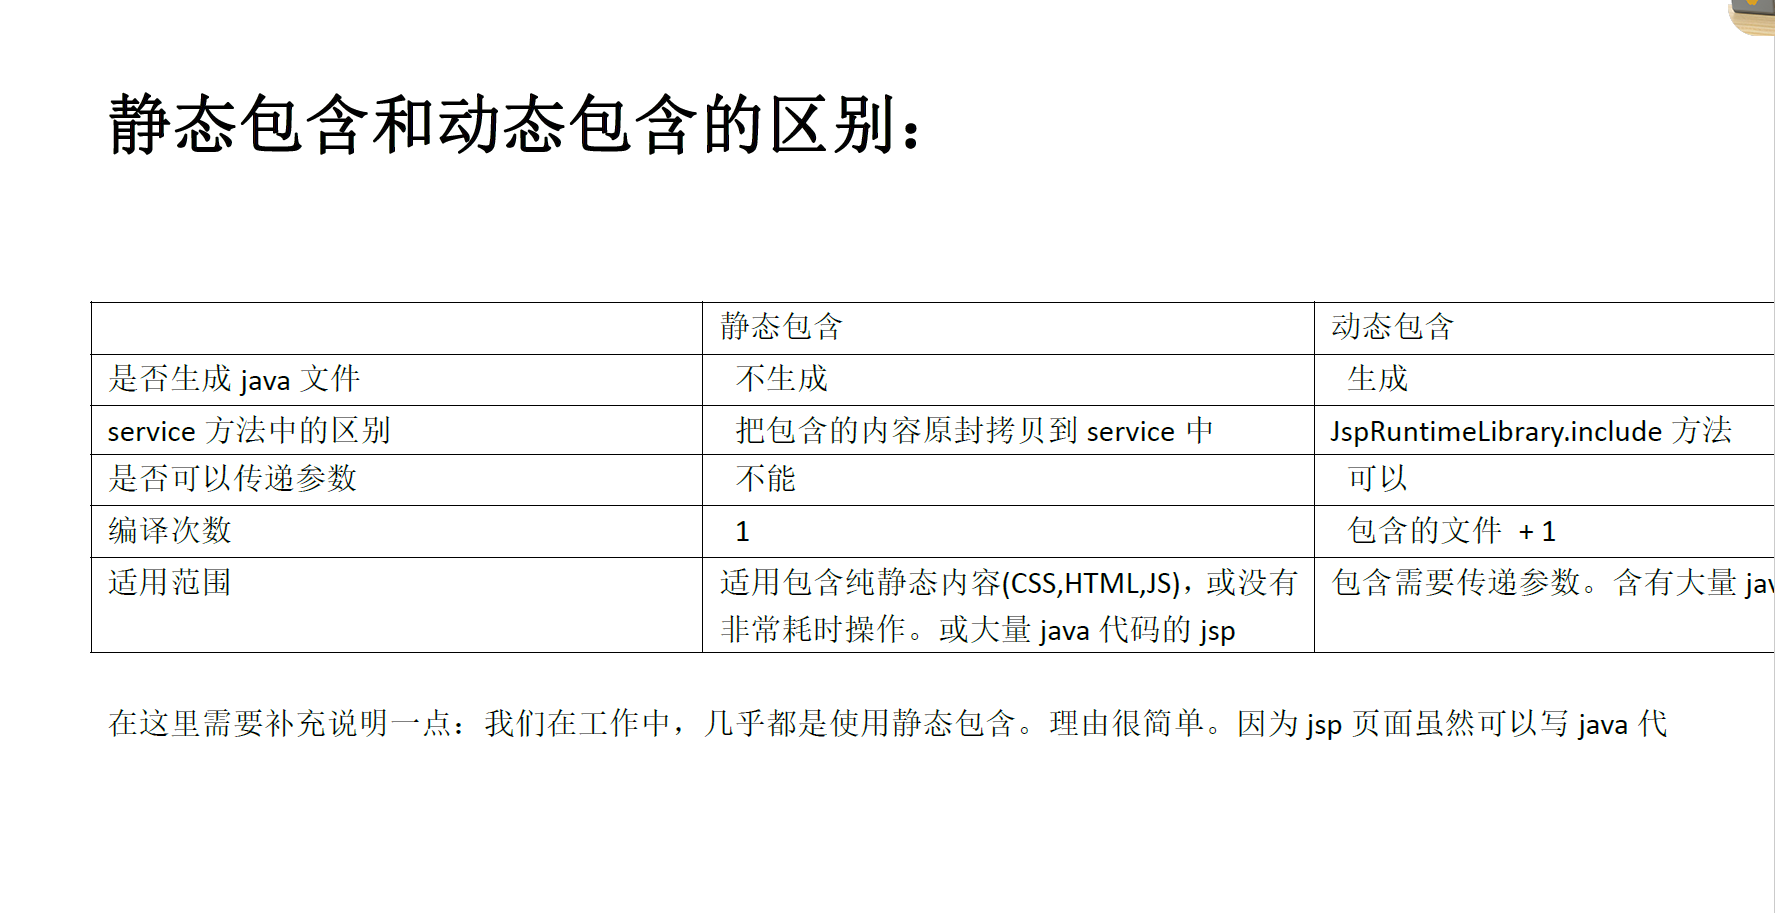 静态包含和动态包含的区别：
静态包含 动态包含
是否生成 java 文件 不生成 生成
service 方法中的区别 把包含的内容原封拷贝到 service 中 JspRuntimeLibrary.include 方法
是否可以传递参数 不能 可以
编译次数 1 包含的文件 + 1
适用范围 适用包含纯静态内容(CSS,HTML,JS)，或没有 包含需要传递参数。含有大量
非常耗时操作。或大量 java 代码的 jsp
在这里需要补充说明一点：我们在工作中，几乎都是使用静态包含。理由很简单。因为 jsp 页面虽然可以写 java 代